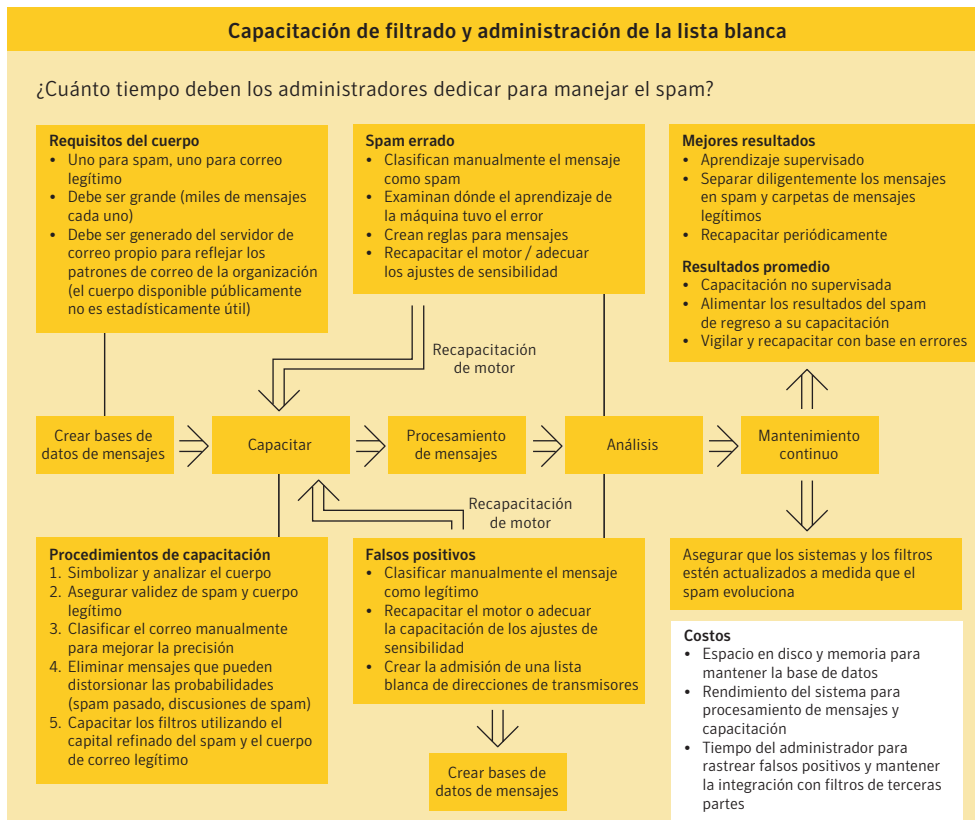 Capacitación de filtrado y administración de la lista blanca
¿Cuánto tiempo deben los administradores dedicar para manejar el spam?
Requisitos del cuerpo
• Uno para spam, uno para correo
legítimo
• Debe ser grande (miles de mensajes
cada uno)
• Debe ser generado del servidor de
correo propio para reflejar los
patrones de correo de la organización
(el cuerpo disponible públicamente
no es estadísticamente útil)
Spam errado
• Clasifican manualmente el mensaje
como spam
• Examinan dónde el aprendizaje de
la máquina tuvo el error
• Crean reglas para mensajes
• Recapacitar el motor / adecuar
los ajustes de sensibilidad
Mejores resultados
• Aprendizaje supervisado
• Separar diligentemente los mensajes
en spam y carpetas de mensajes
legítimos
• Recapacitar periódicamente
Resultados promedio
• Capacitación no supervisada
• Alimentar los resultados del spam
de regreso a su capacitación
• Vigilar y recapacitar con base en errores
Recapacitación
de motor
Crear bases de
datos de mensajes
Capacitar
Procesamiento
de mensajes
Análisis
Mantenimiento
continuo
Recapacitación
de motor
Procedimientos de capacitación
1. Simbolizar y analizar el cuerpo
2. Asegurar validez de spam y cuerpo
legítimo
3. Clasificar el correo manualmente
para mejorar la precisión
4. Eliminar mensajes que pueden
distorsionar las probabilidades
(spam pasado, discusiones de spam)
5. Capacitar los filtros utilizando el
capital refinado del spam y el cuerpo
de correo legítimo
Falsos positivos
• Clasificar manualmente el mensaje
como legítimo
• Recapacitar el motor o adecuar
la capacitación de los ajustes de
sensibilidad
• Crear la admisión de una lista
blanca de direcciones de transmisores
Crear bases de
datos de mensajes
Asegurar que los sistemas y los filtros
estén actualizados a medida que el
spam evoluciona
Costos
• Espacio en disco y memoria para
mantener la base de datos
• Rendimiento del sistema para
procesamiento de mensajes y
capacitación
• Tiempo del administrador para
rastrear falsos positivos y mantener
la integración con filtros de terceras
partes